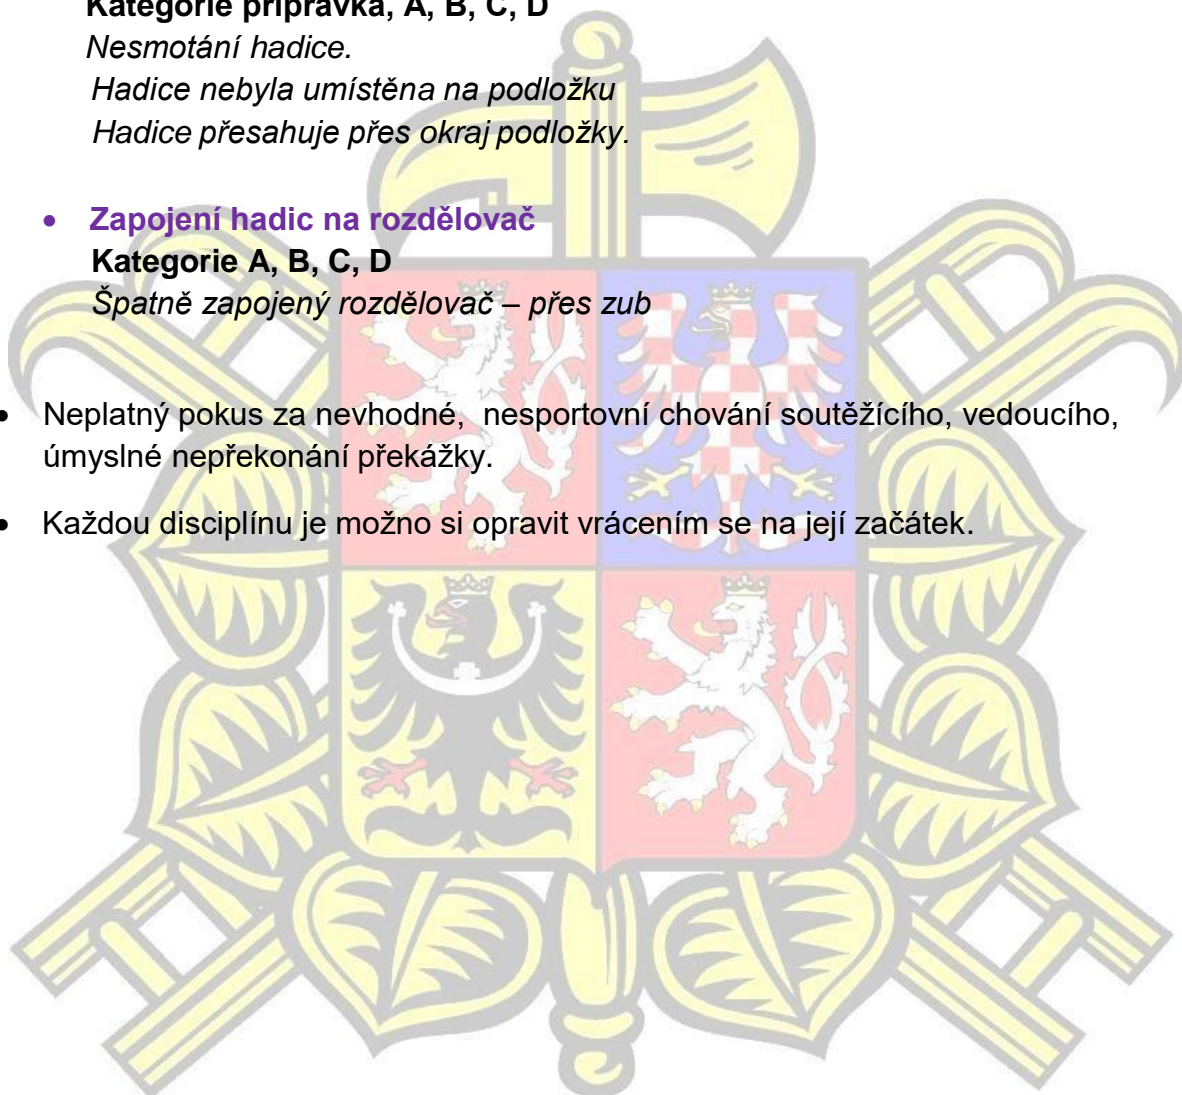 Kategorie přípravka, A, B, C, D
Nesmotání hadice.
Hadice nebyla umístěna na podložku
Hadice přesahuje přes okraj podložky.
• Zapojení hadic na rozdělovač
Kategorie A, B, C, D
Špatně zapojený rozdělovač – přes zub
• Neplatný pokus za nevhodné, nesportovní chování soutěžícího, vedoucího,
úmyslné nepřekonání překážky.
• Každou disciplínu je možno si opravit vrácením se na její začátek.